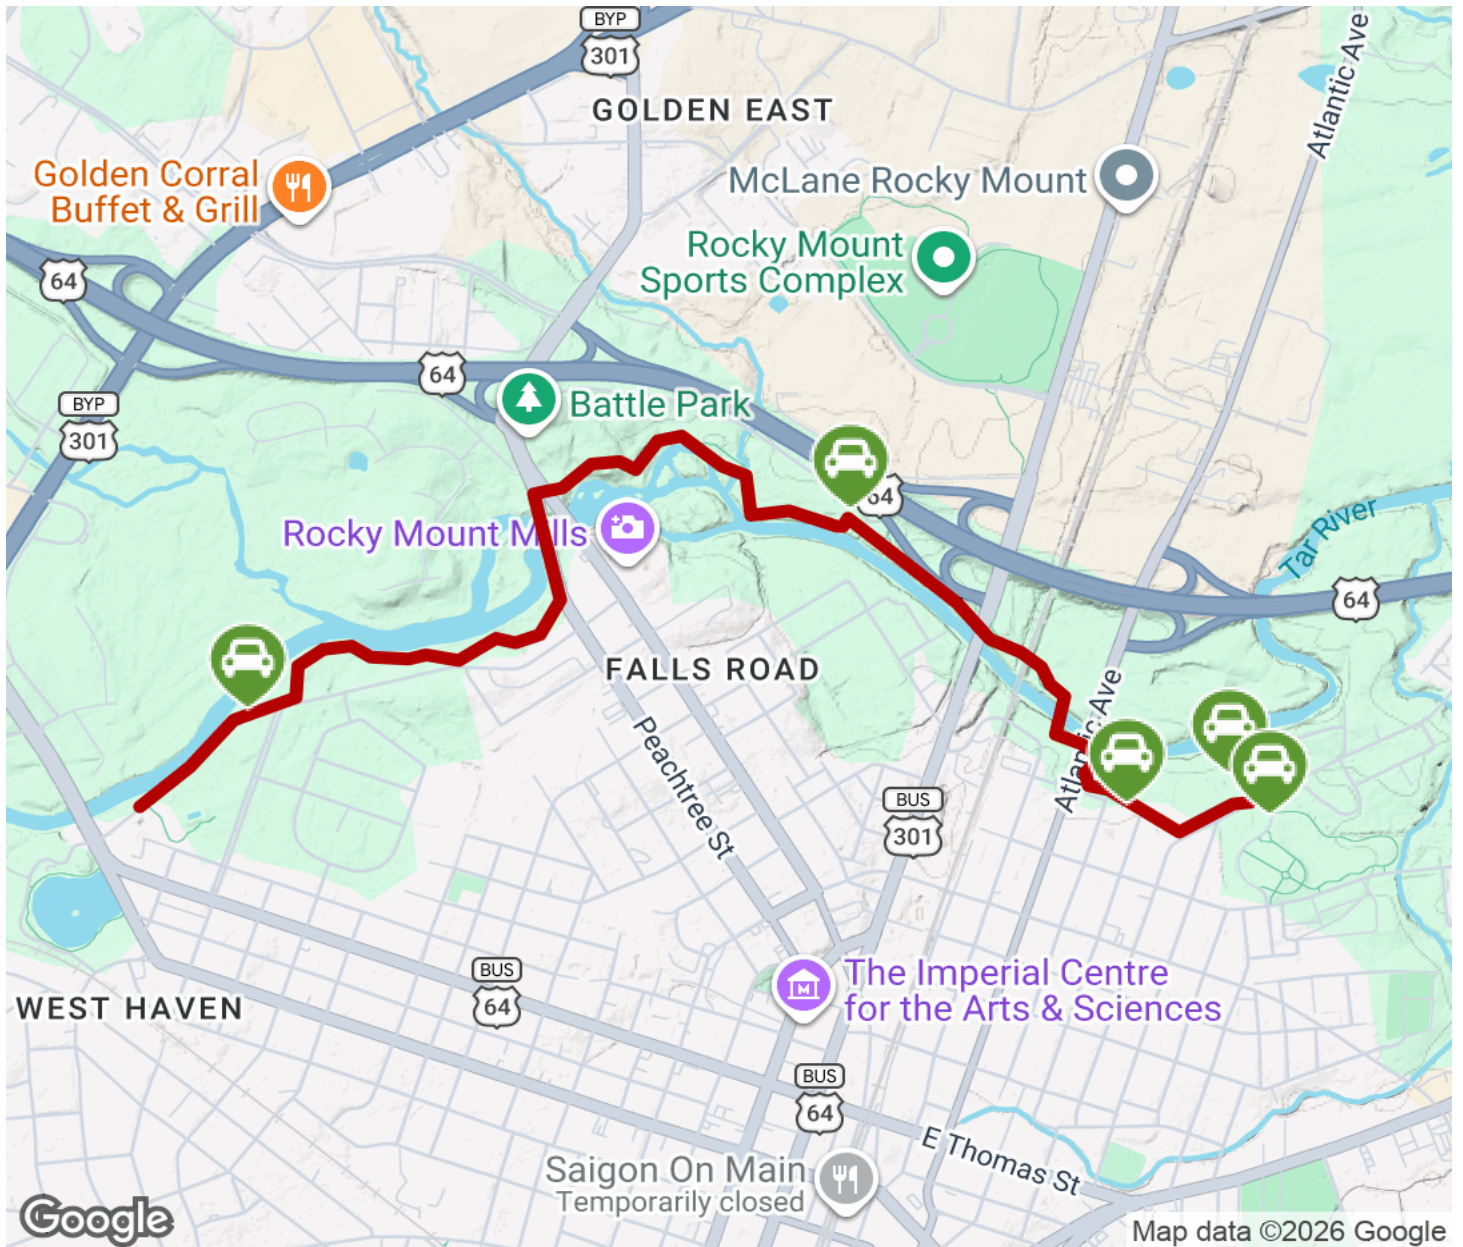 BYP
301
GOLDEN EAST
Atlantic Ave
Golden Corral
Buffet & Grill
McLane Rocky Mount
Rocky Mount
Sports Complex
64
64
BYP
301
Battle Park
64
Rocky Mount Mills
Tar River
64
FALLS ROAD
Atlantic Ave
Peachtree St
BUS
301
BUS
64
WEST HAVEN
The Imperial Centre
for the Arts & Sciences
BUS
64
E Thomas St
Saigon On Main
Temporarily closed
Google
Map data ©2026 Google